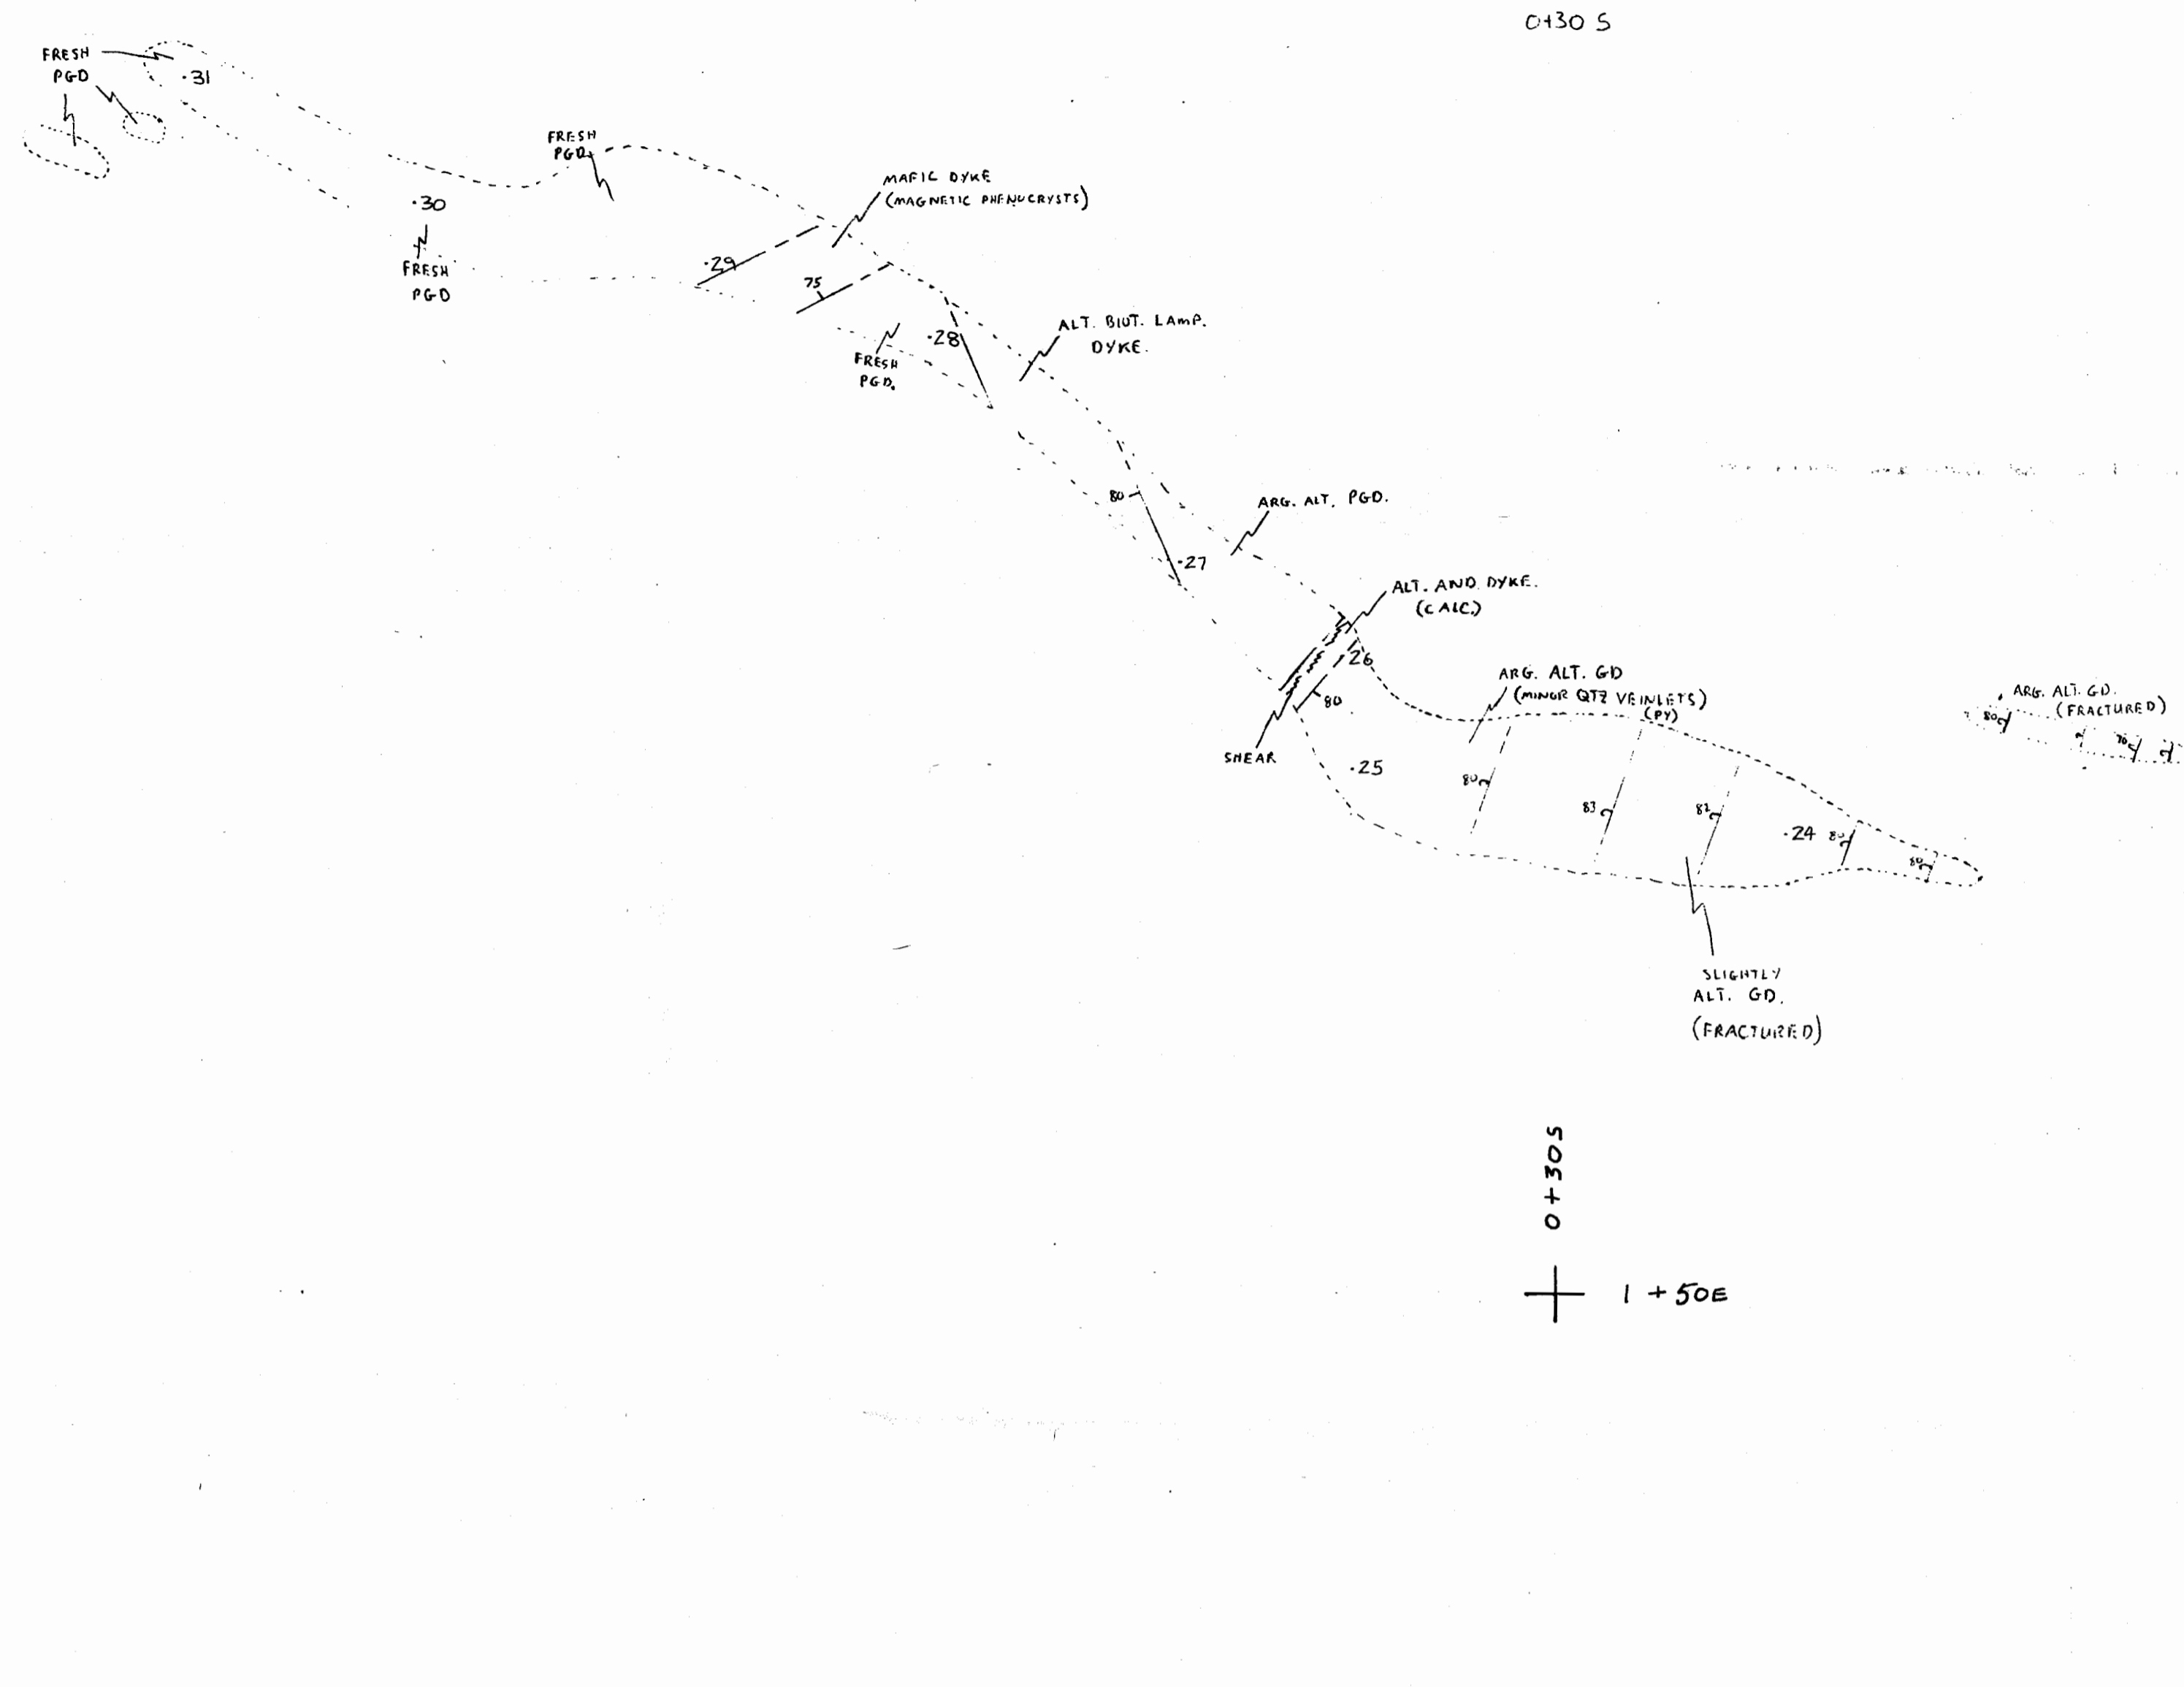 0+30 S
FRESH
PGD
.31
FRESH
PGD.
.30
FRESH
PGD
MAFIC DYKE
(MAGNETIC PHENOCRYSTS)
.29
75
.28
FRESH
PGD.
ALT. BIOT. LAMP.
DYKE.
80
.27
ARG. ALT. PGD.
ALT. AND. DYKE.
(CALC.)
.26
80
SHEAR
.25
ARG. ALT. GD
(MINOR QTZ VEINLETS)
(PY)
80
83
82
.24
80
80
ARG. ALT. GD.
(FRACTURED)
80
70
SLIGHTLY
ALT. GD.
(FRACTURED)
0+30S
1+50E